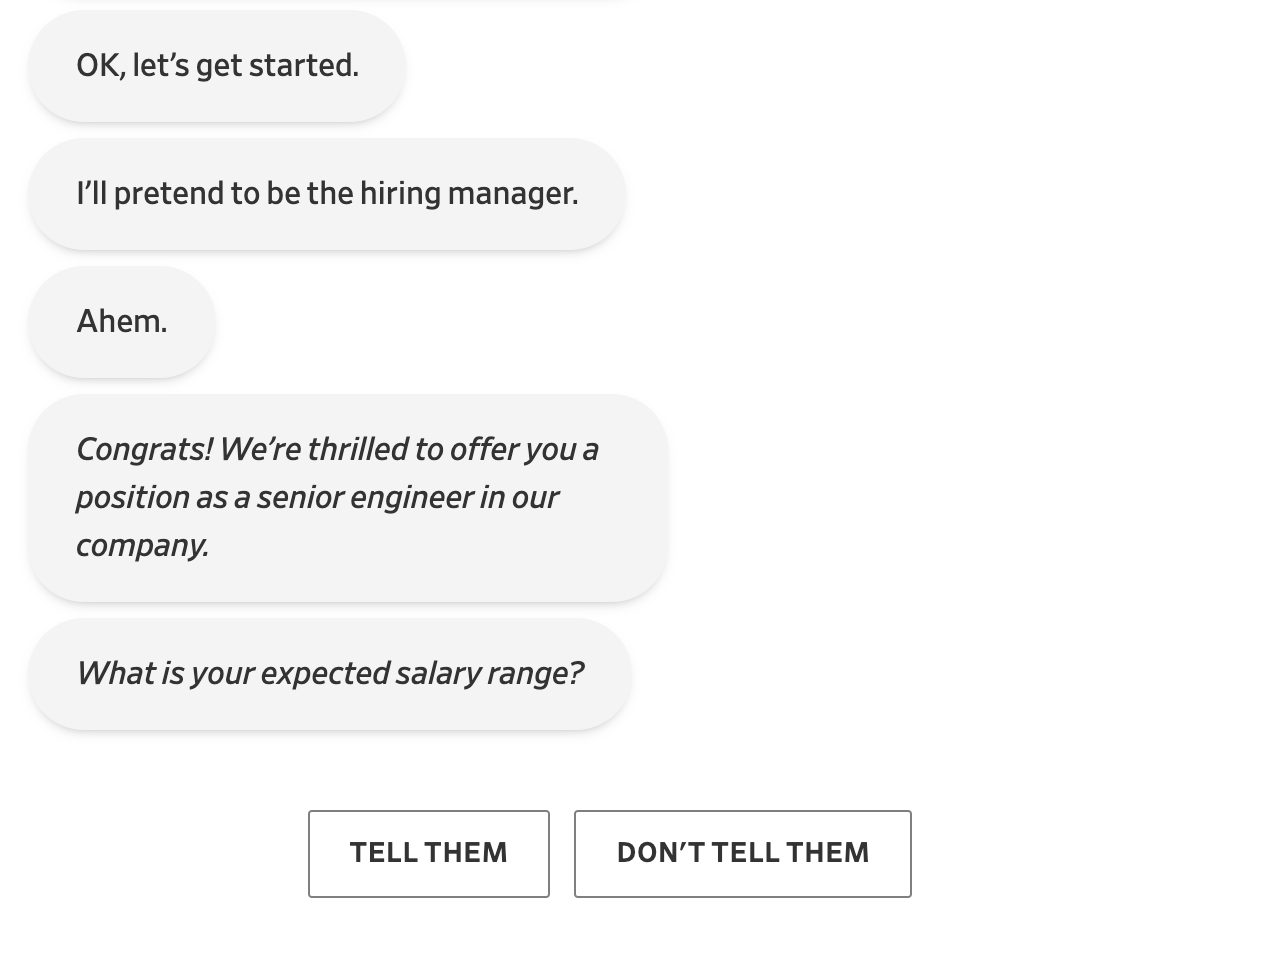 OK, let’s get started.
I’ll pretend to be the hiring manager.
Ahem.
Congrats! We’re thrilled to offer you a
position as a senior engineer in our
company.
What is your expected salary range?
TELL THEM
DON’T TELL THEM